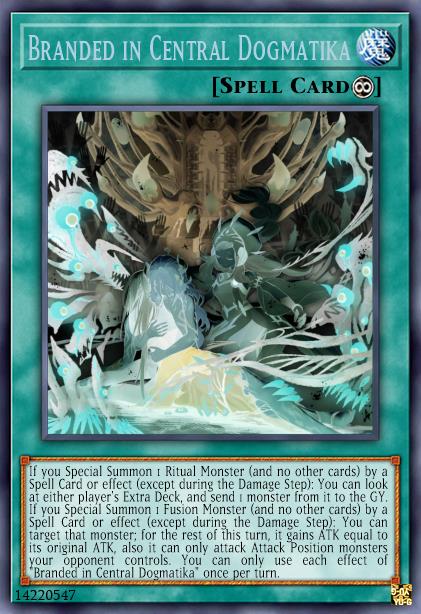 BRANDED IN CENTRAL DOGMATIKA 魔
[SPELL CARD]
If you Special Summon 1 Ritual Monster (and no other cards) by a
Spell Card or effect (except during the Damage Step): You can look
at either player's Extra Deck, and send 1 monster from it to the GY.
If you Special Summon 1 Fusion Monster (and no other cards) by a
Spell Card or effect (except during the Damage Step): You can
target that monster; for the rest of this turn, it gains ATK equal to
its original ATK, also it can only attack Attack Position monsters
your opponent controls. You can only use each effect of
"Branded in Central Dogmatika" once per turn.
14220547